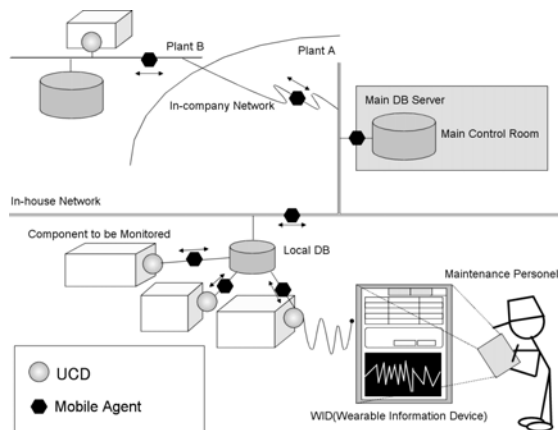 Plant B
Plant A
In-company Network
Main DB Server
Main Control Room
In-house Network
Component to be Monitored
Local DB
Maintenance Personel
UCD
Mobile Agent
WID(Wearable Information Device)